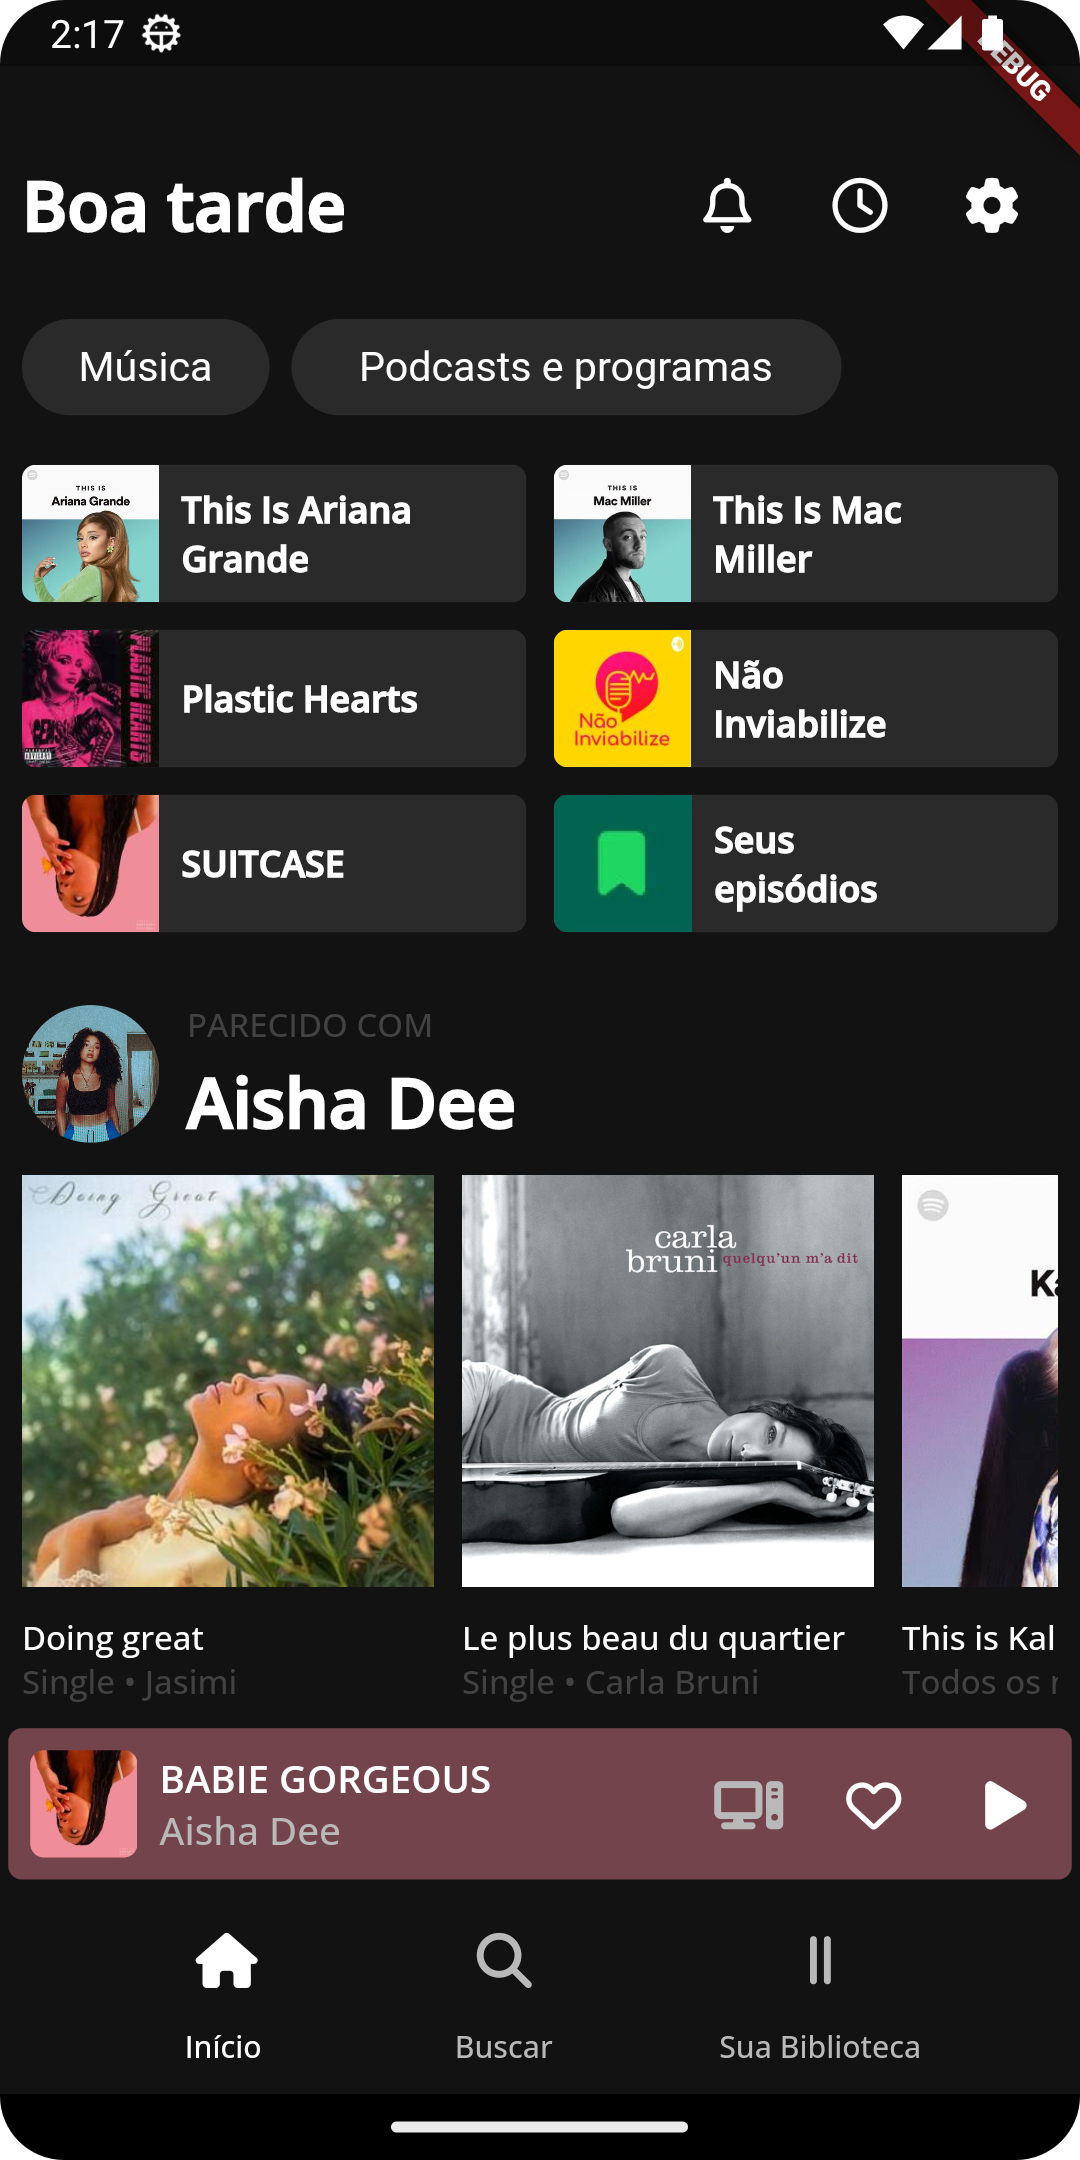 2:17
DEBUG
Boa tarde
Música
Podcasts e programas
THIS IS
Ariana Grande
This Is Ariana
Grande
THIS IS
Mac Miller
This Is Mac
Miller
PLASTIC HEARTS
Plastic Hearts
Não
Inviabilize
Não
Inviabilize
SUITCASE
Seus
episódios
PARECIDO COM
Aisha Dee
Doing Great
carla
bruni quelqu'un m'a dit
Ka
Doing great
Single • Jasimi
Le plus beau du quartier
Single • Carla Bruni
This is Kal
Todos os r
BABIE GORGEOUS
Aisha Dee
Início
Buscar
Sua Biblioteca